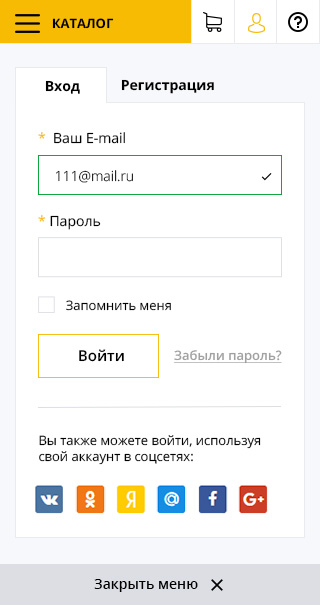 КАТАЛОГ
Вход
Регистрация
* Ваш E-mail
111@mail.ru
* Пароль
Запомнить меня
Войти
Забыли пароль?
Вы также можете войти, используя
свой аккаунт в соцсетях:
Я @ f G+
Закрыть меню